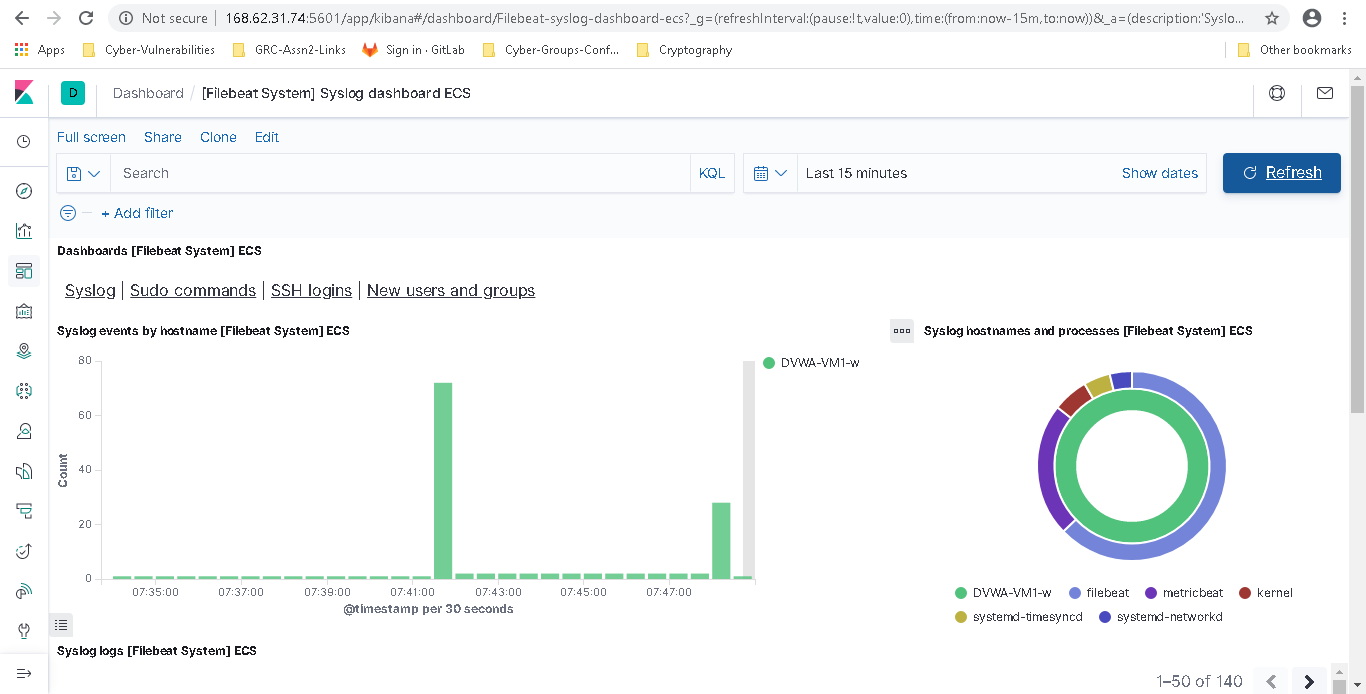 Not secure | 168.62.31.74:5601/app/kibana#/dashboard/Filebeat-syslog-dashboard-ecs?_g=(refreshInterval:(pause:!t,value:0),time:(from:now-15m,to:now))&_a=(description:'Syslo...
Apps Cyber-Vulnerabilities GRC-Assn2-Links Sign in · GitLab Cyber-Groups-Conf... Cryptography Other bookmarks
D Dashboard / [Filebeat System] Syslog dashboard ECS
Full screen Share Clone Edit
Search KQL Last 15 minutes Show dates Refresh
+ Add filter
Dashboards [Filebeat System] ECS
Syslog | Sudo commands | SSH logins | New users and groups
Syslog events by hostname [Filebeat System] ECS
Syslog hostnames and processes [Filebeat System] ECS
80
60
40
20
0
Count
DVWA-VM1-w
07:35:00 07:37:00 07:39:00 07:41:00 07:43:00 07:45:00 07:47:00
@timestamp per 30 seconds
DVWA-VM1-w filebeat metricbeat kernel
systemd-timesyncd systemd-networkd
Syslog logs [Filebeat System] ECS
1–50 of 140